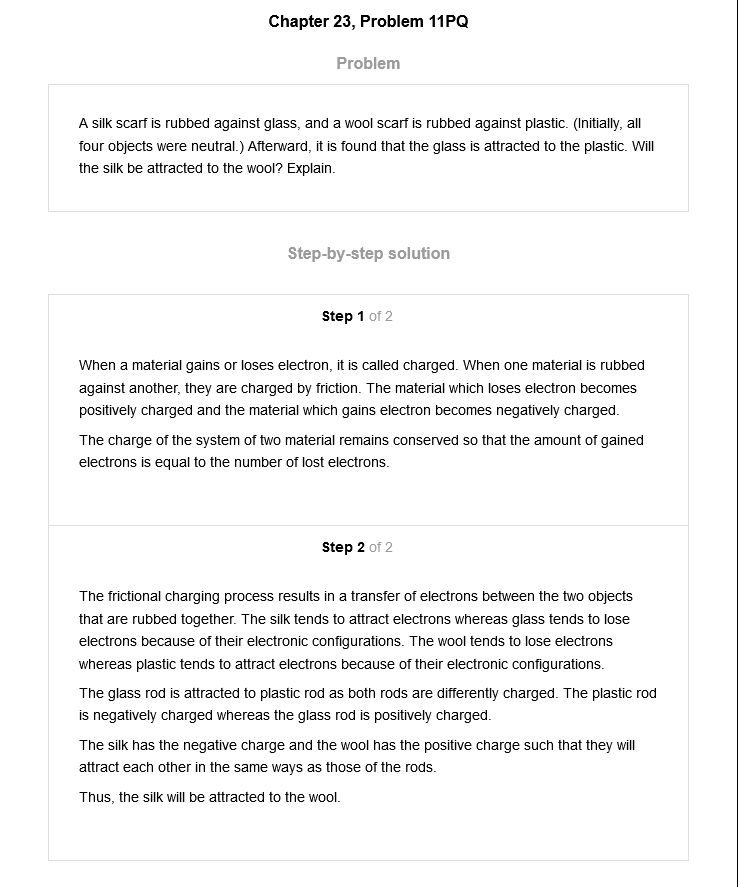 Chapter 23, Problem 11PQ
Problem
A silk scarf is rubbed against glass, and a wool scarf is rubbed against plastic. (Initially, all
four objects were neutral.) Afterward, it is found that the glass is attracted to the plastic. Will
the silk be attracted to the wool? Explain.
Step-by-step solution
Step 1 of 2
When a material gains or loses electron, it is called charged. When one material is rubbed
against another, they are charged by friction. The material which loses electron becomes
positively charged and the material which gains electron becomes negatively charged.
The charge of the system of two material remains conserved so that the amount of gained
electrons is equal to the number of lost electrons.
Step 2 of 2
The frictional charging process results in a transfer of electrons between the two objects
that are rubbed together. The silk tends to attract electrons whereas glass tends to lose
electrons because of their electronic configurations. The wool tends to lose electrons
whereas plastic tends to attract electrons because of their electronic configurations.
The glass rod is attracted to plastic rod as both rods are differently charged. The plastic rod
is negatively charged whereas the glass rod is positively charged.
The silk has the negative charge and the wool has the positive charge such that they will
attract each other in the same ways as those of the rods.
Thus, the silk will be attracted to the wool.